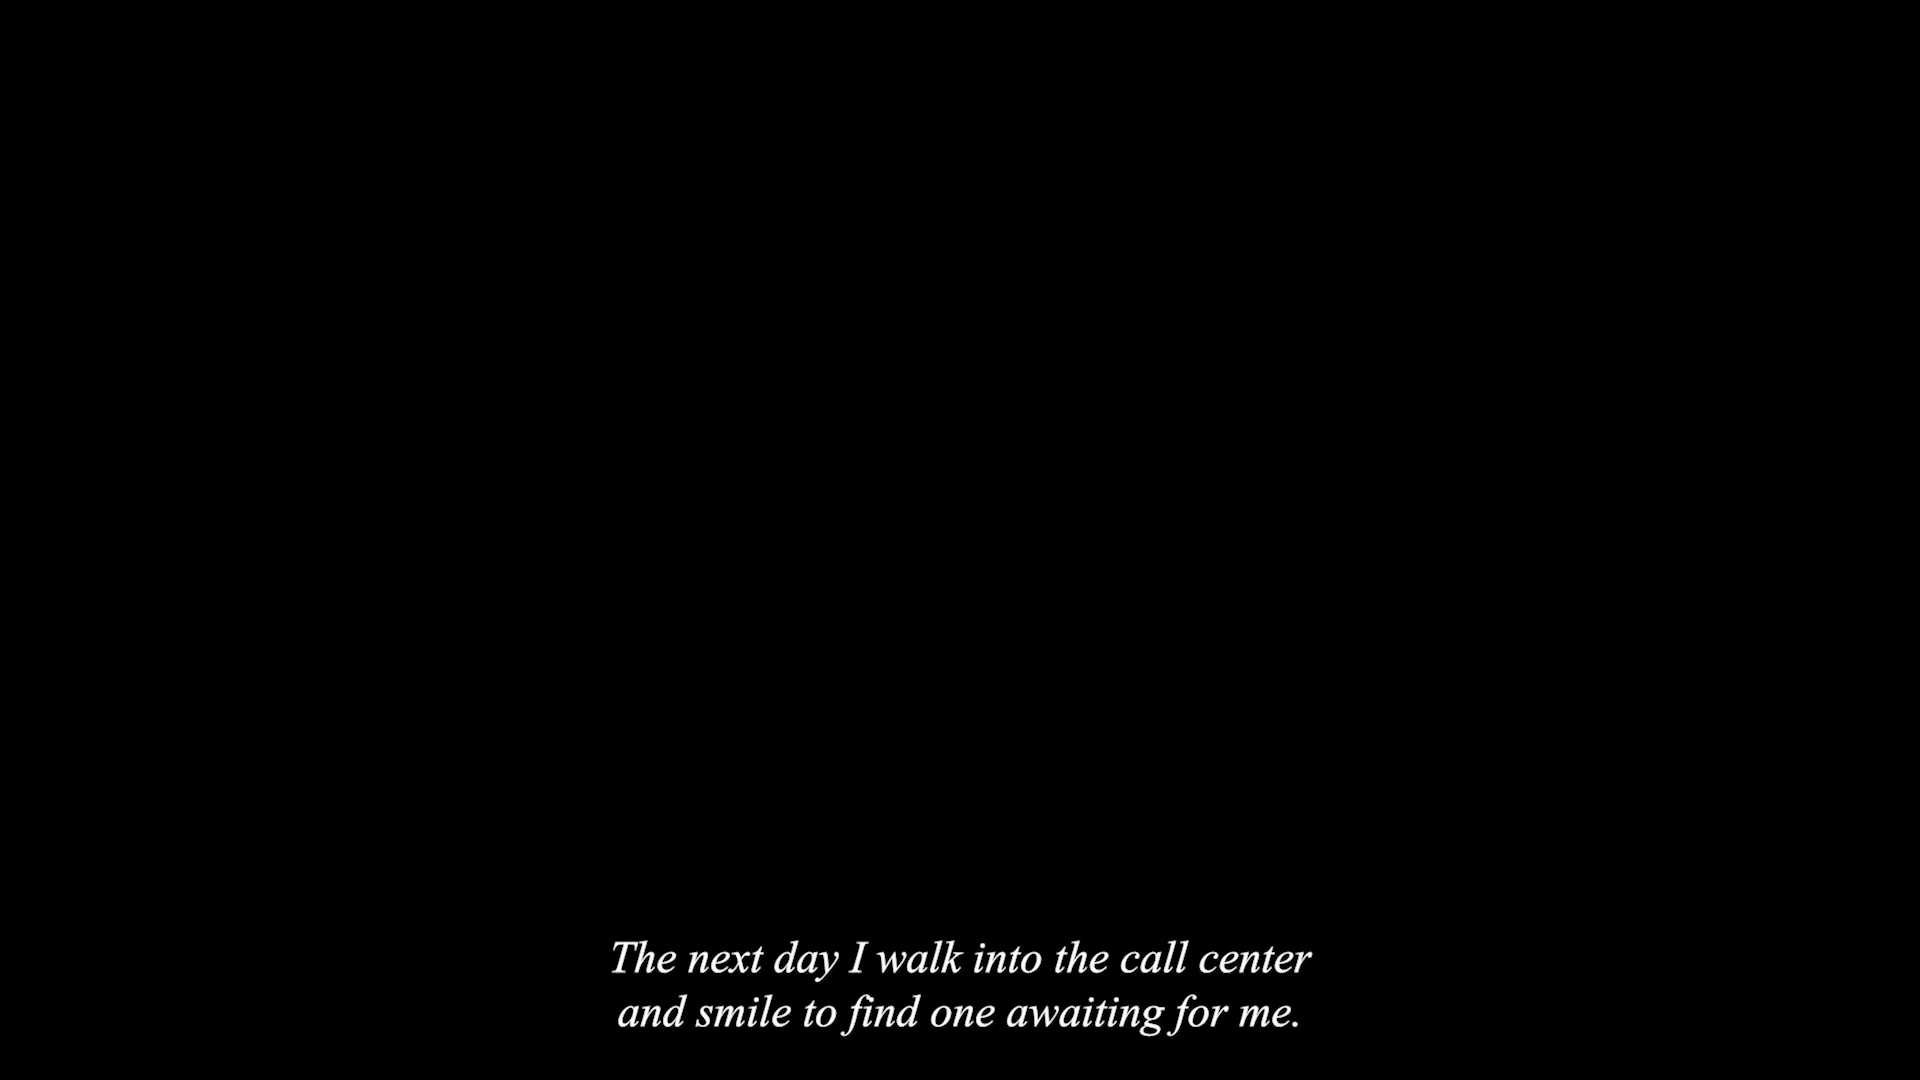 The next day I walk into the call center
and smile to find one awaiting for me.